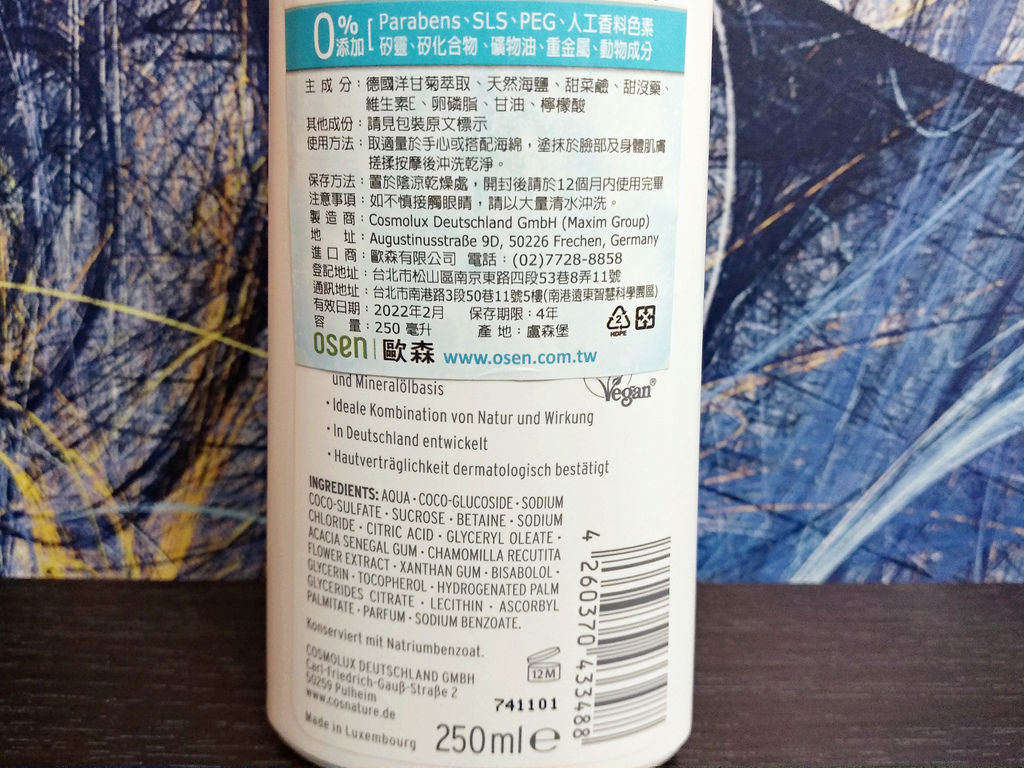 0%添加 [ Parabens、SLS、PEG、人工香料色素
矽靈、矽化合物、礦物油、重金屬、動物成分
主成分：德國洋甘菊萃取、天然海鹽、甜菜鹼、甜沒藥、
維生素E、卵磷脂、甘油、檸檬酸
其他成份：請見包裝原文標示
使用方法：取適量於手心或搭配海綿，塗抹於臉部及身體肌膚
搓揉按摩後沖洗乾淨。
保存方法：置於陰涼乾燥處，開封後請於12個月內使用完畢
注意事項：如不慎接觸眼睛，請以大量清水沖洗。
製造商：Cosmolux Deutschland GmbH (Maxim Group)
地址：Augustinusstraße 9D, 50226 Frechen, Germany
進口商：歐森有限公司 電話：(02)7728-8858
登記地址：台北市松山區南京東路四段53巷8弄11號
通訊地址：台北市南港路3段50巷11號5樓(南港遠東智慧科學園區)
有效日期：2022年2月 保存期限：4年
容量：250 毫升 產地：盧森堡
2
HDPE
osen | 歐森 www.osen.com.tw
und Mineralölbasis
Vegan®
• Ideale Kombination von Natur und Wirkung
• In Deutschland entwickelt
• Hautverträglichkeit dermatologisch bestätigt
INGREDIENTS: AQUA · COCO-GLUCOSIDE · SODIUM
COCO-SULFATE · SUCROSE · BETAINE · SODIUM
CHLORIDE · CITRIC ACID · GLYCERYL OLEATE ·
ACACIA SENEGAL GUM · CHAMOMILLA RECUTITA
FLOWER EXTRACT · XANTHAN GUM · BISABOLOL ·
GLYCERIN · TOCOPHEROL · HYDROGENATED PALM
GLYCERIDES CITRATE · LECITHIN · ASCORBYL
PALMITATE · PARFUM · SODIUM BENZOATE.
Konserviert mit Natriumbenzoat.
COSMOLUX DEUTSCHLAND GMBH
Carl-Friedrich-Gauß-Straße 2
50259 Pulheim
www.cosnature.de
Made in Luxembourg
12M
741101
250 ml e
4 260370 433488